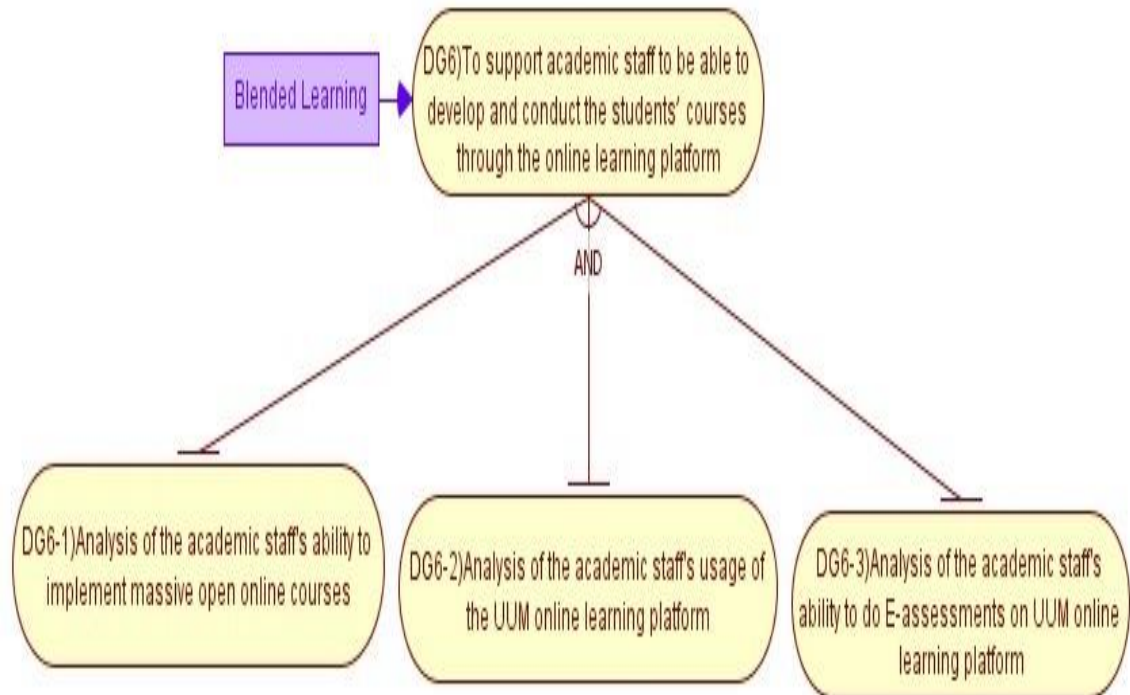 Blended Learning
DG6)To support academic staff to be able to
develop and conduct the students’ courses
through the online learning platform
AND
DG6-1)Analysis of the academic staff's ability to
implement massive open online courses
DG6-2)Analysis of the academic staff's usage of
the UUM online learning platform
DG6-3)Analysis of the academic staff's
ability to do E-assessments on UUM online
learning platform